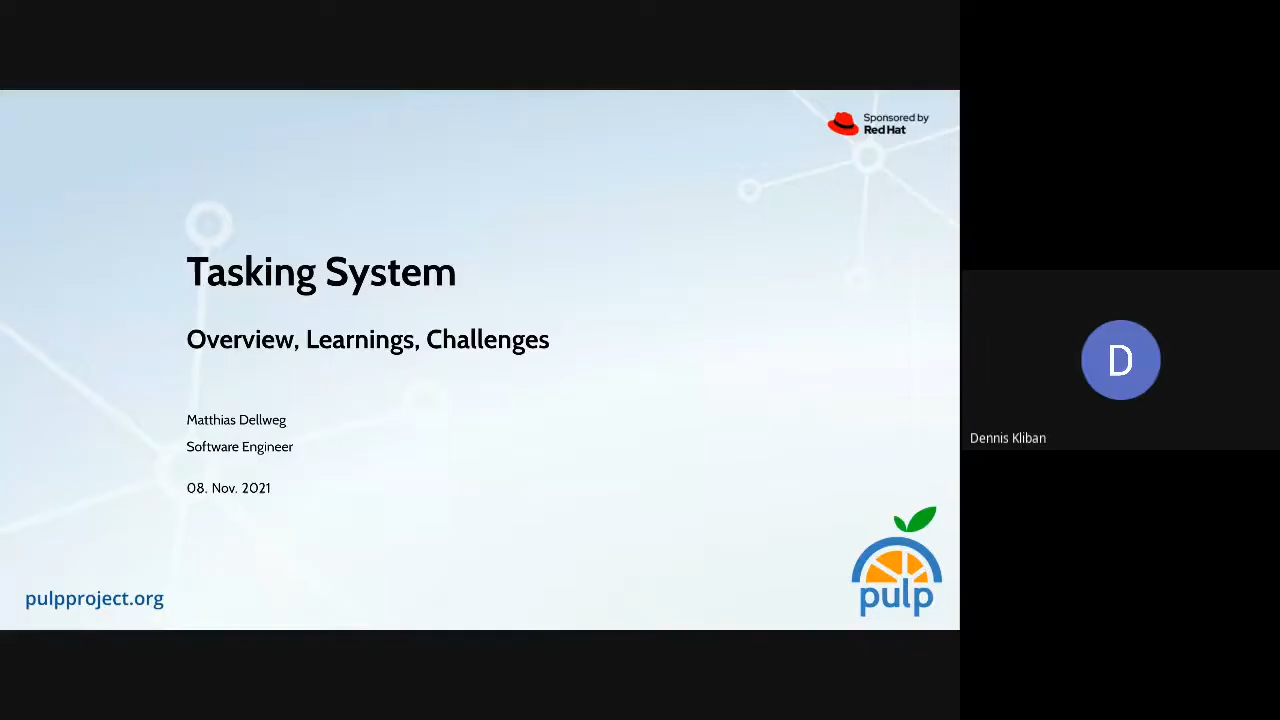 Sponsored by
Red Hat
Tasking System
Overview, Learnings, Challenges
Matthias Dellweg
Software Engineer
08. Nov. 2021
pulpproject.org
pulp
D
Dennis Kliban